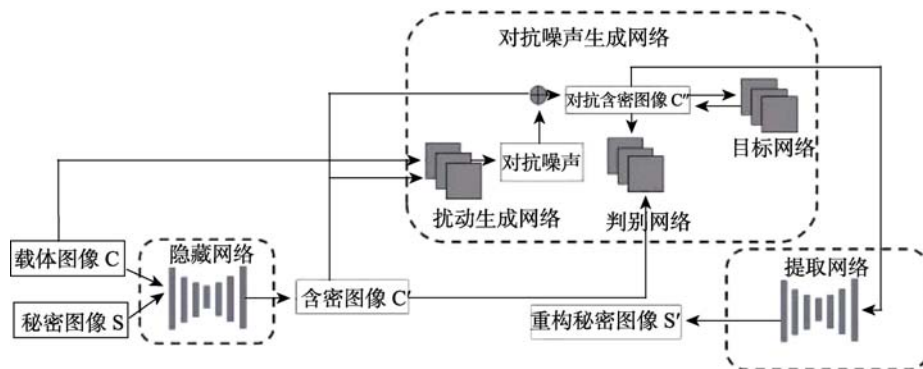 对抗噪声生成网络
对抗含密图像 C″
目标网络
对抗噪声
扰动生成网络
判别网络
载体图像 C
隐藏网络
提取网络
含密图像 C′
秘密图像 S
重构秘密图像 S′